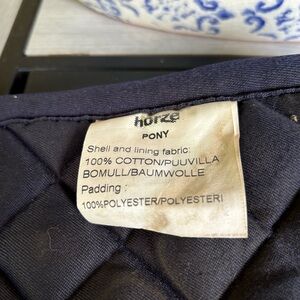 horze
PONY
Shell and lining fabric:
100% COTTON/PUUVILLA
BOMULL/BAUMWOLLE
Padding :
100%POLYESTER/POLYESTERI